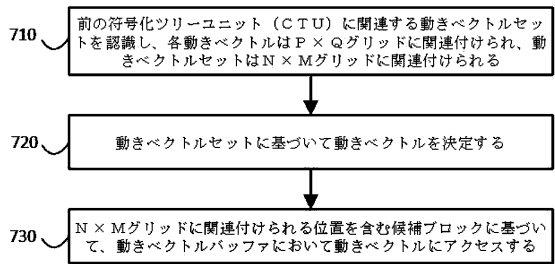 710
前の符号化ツリーユニット（ＣＴＵ）に関連する動きベクトルセッ
トを認識し、各動きベクトルはＰ×Ｑグリッドに関連付けられ、動
きベクトルセットはＮ×Ｍグリッドに関連付けられる
720
動きベクトルセットに基づいて動きベクトルを決定する
730
Ｎ×Ｍグリッドに関連付けられる位置を含む候補ブロックに基づい
て、動きベクトルバッファにおいて動きベクトルにアクセスする